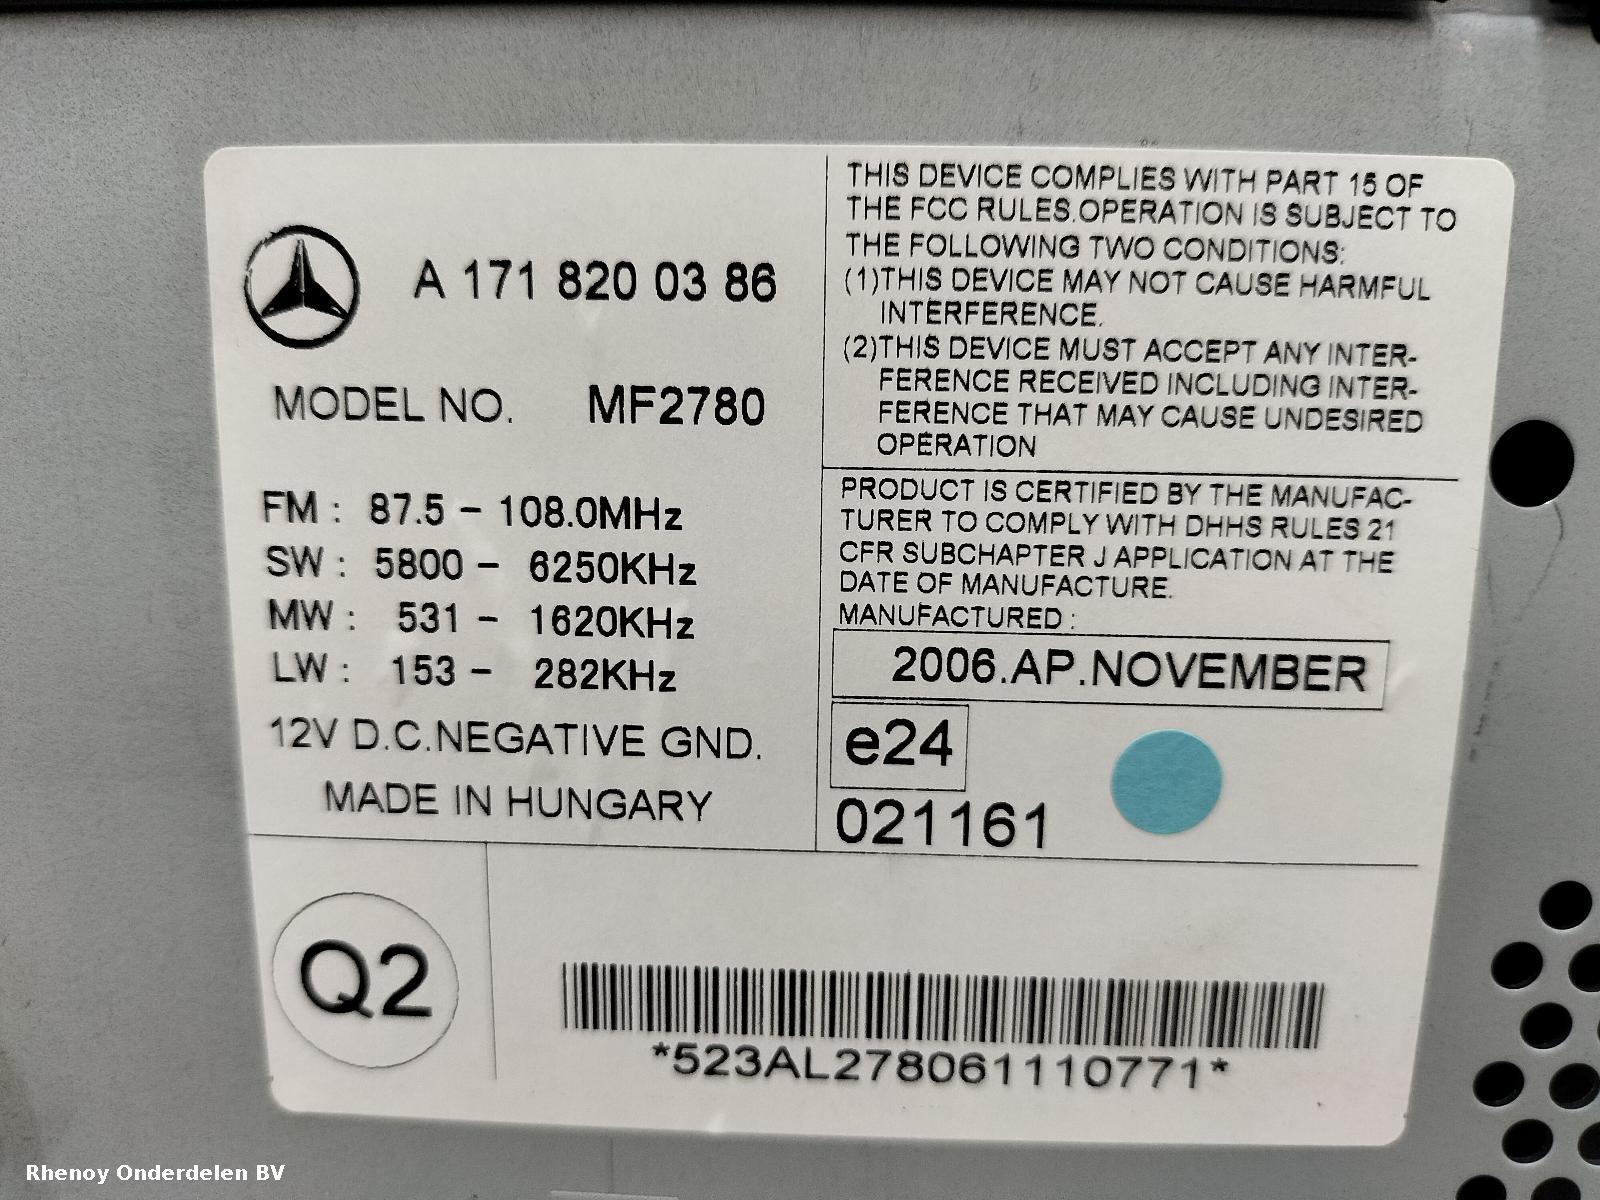 A 171 820 03 86
MODEL NO. MF2780
FM : 87.5 - 108.0MHz
SW : 5800 - 6250KHz
MW : 531 - 1620KHz
LW : 153 - 282KHz
12V D.C.NEGATIVE GND.
MADE IN HUNGARY
THIS DEVICE COMPLIES WITH PART 15 OF
THE FCC RULES.OPERATION IS SUBJECT TO
THE FOLLOWING TWO CONDITIONS:
(1)THIS DEVICE MAY NOT CAUSE HARMFUL
INTERFERENCE.
(2)THIS DEVICE MUST ACCEPT ANY INTER-
FERENCE RECEIVED INCLUDING INTER-
FERENCE THAT MAY CAUSE UNDESIRED
OPERATION
PRODUCT IS CERTIFIED BY THE MANUFAC-
TURER TO COMPLY WITH DHHS RULES 21
CFR SUBCHAPTER J APPLICATION AT THE
DATE OF MANUFACTURE.
MANUFACTURED :
2006.AP.NOVEMBER
e24
021161
Q2
*523AL278061110771*
Rhenoy Onderdelen BV